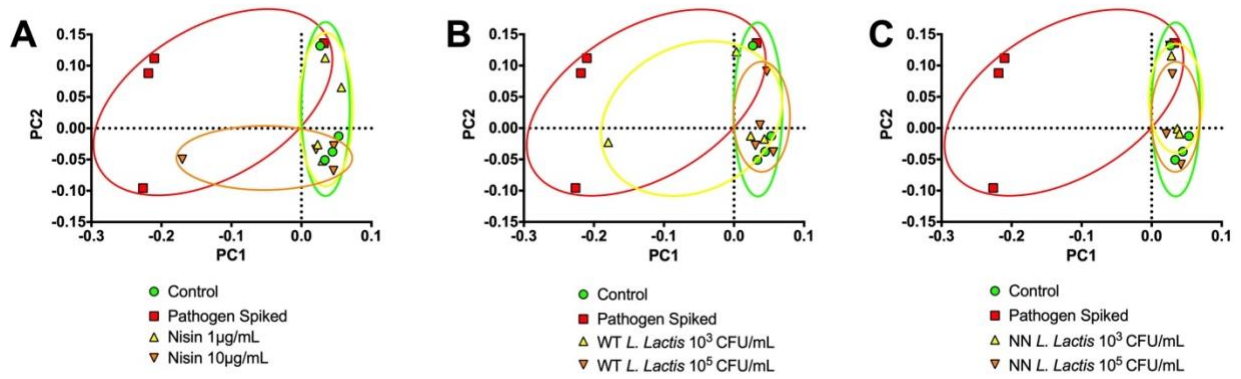 A
0.15
0.10
0.05
0.00
-0.05
-0.10
-0.15
PC2
-0.3
-0.2
-0.1
0.0
0.1
PC1
Control
Pathogen Spiked
Nisin 1µg/mL
Nisin 10µg/mL
B
0.15
0.10
0.05
0.00
-0.05
-0.10
-0.15
PC2
-0.3
-0.2
-0.1
0.0
0.1
PC1
Control
Pathogen Spiked
WT L. Lactis 10³ CFU/mL
WT L. Lactis 10⁵ CFU/mL
C
0.15
0.10
0.05
0.00
-0.05
-0.10
-0.15
PC2
-0.3
-0.2
-0.1
0.0
0.1
PC1
Control
Pathogen Spiked
NN L. Lactis 10³ CFU/mL
NN L. Lactis 10⁵ CFU/mL